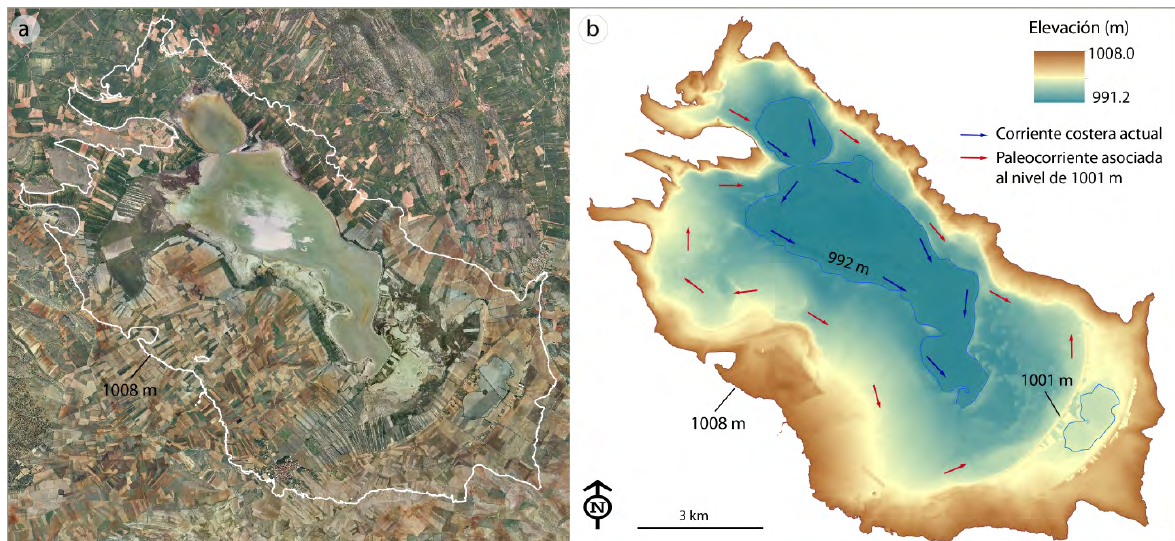 a
1008 m
b
Elevación (m)
1008.0
991.2
Corriente costera actual
Paleocorriente asociada
al nivel de 1001 m
992 m
1001 m
1008 m
N
3 km